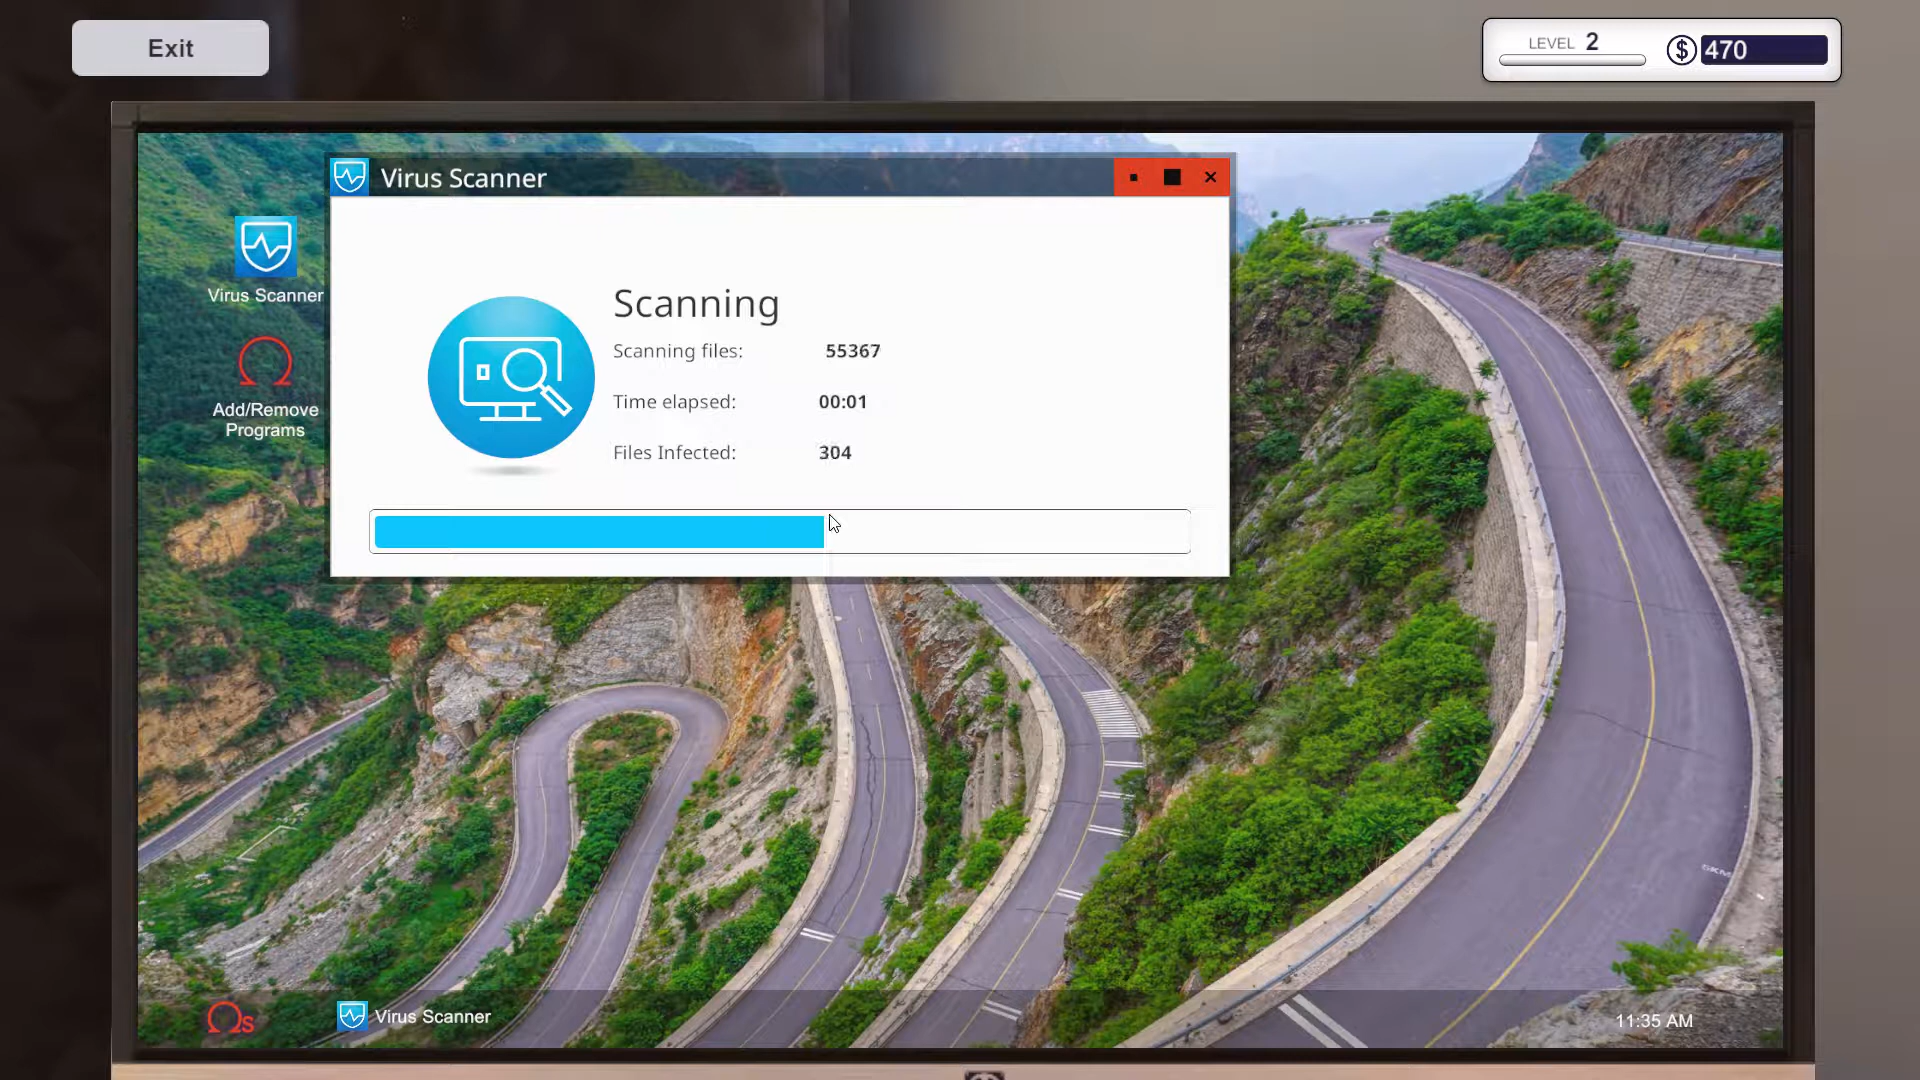 Exit
LEVEL 2
$ 470
Virus Scanner
Virus Scanner
Add/Remove
Programs
Scanning
Scanning files: 55367
Time elapsed: 00:01
Files Infected: 304
Ωs
Virus Scanner
11:35 AM